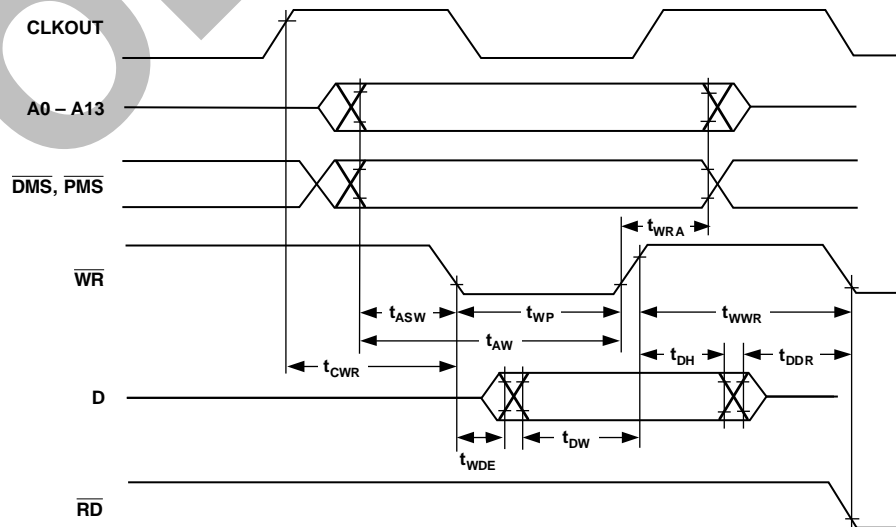 CLKOUT
A0 – A13
DMS, PMS
tWRA
WR
tASW
tWP
tWWR
tAW
tDH
tDDR
tCWR
D
tDW
tWDE
RD